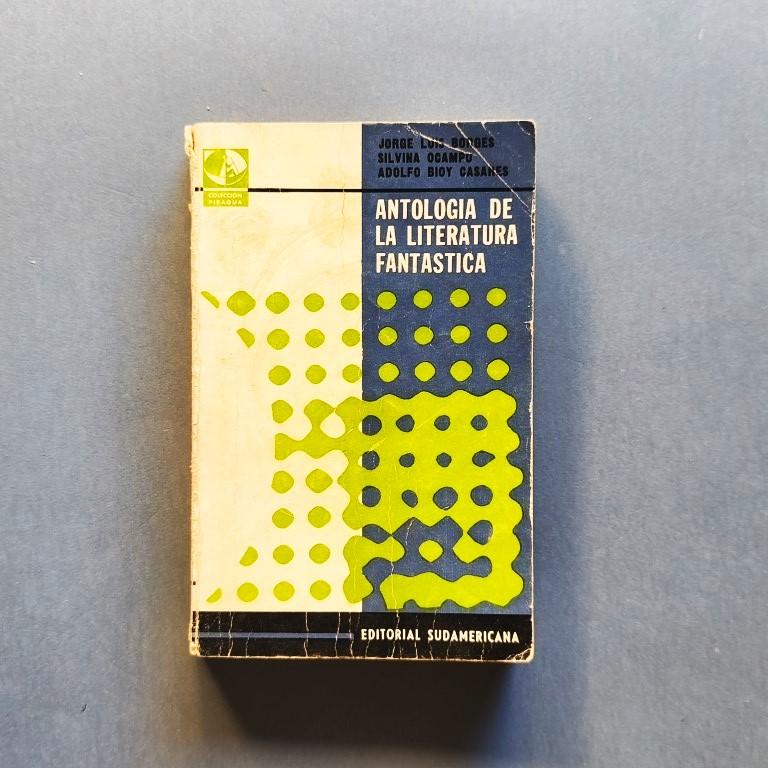 COLECCION
PIRAGUA
JORGE LUIS BORGES
SILVINA OCAMPO
ADOLFO BIOY CASARES
ANTOLOGIA DE
LA LITERATURA
FANTASTICA
EDITORIAL SUDAMERICANA